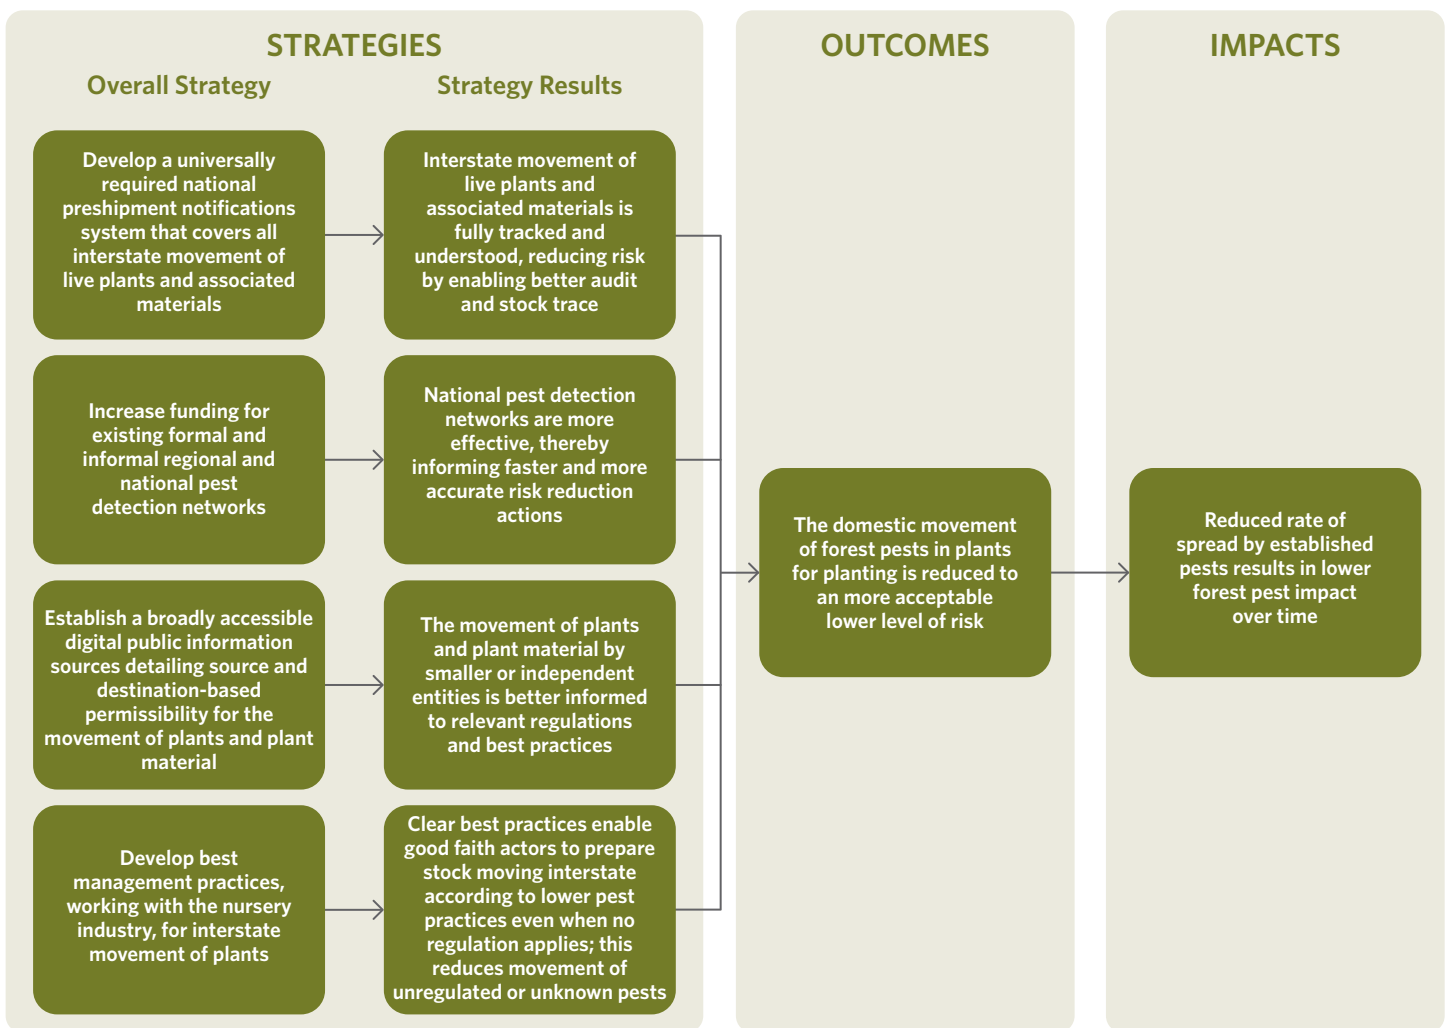 STRATEGIES
Overall Strategy
Strategy Results
Develop a universally
required national
preshipment notifications
system that covers all
interstate movement of
live plants and associated
materials
Interstate movement of
live plants and
associated materials is
fully tracked and
understood, reducing risk
by enabling better audit
and stock trace
Increase funding for
existing formal and
informal regional and
national pest
detection networks
National pest detection
networks are more
effective, thereby
informing faster and more
accurate risk reduction
actions
Establish a broadly accessible
digital public information
sources detailing source and
destination-based
permissibility for the
movement of plants and plant
material
The movement of plants
and plant material by
smaller or independent
entities is better informed
to relevant regulations
and best practices
Develop best
management practices,
working with the nursery
industry, for interstate
movement of plants
Clear best practices enable
good faith actors to prepare
stock moving interstate
according to lower pest
practices even when no
regulation applies; this
reduces movement of
unregulated or unknown pests
OUTCOMES
The domestic movement
of forest pests in plants
for planting is reduced to
an more acceptable
lower level of risk
IMPACTS
Reduced rate of
spread by established
pests results in lower
forest pest impact
over time